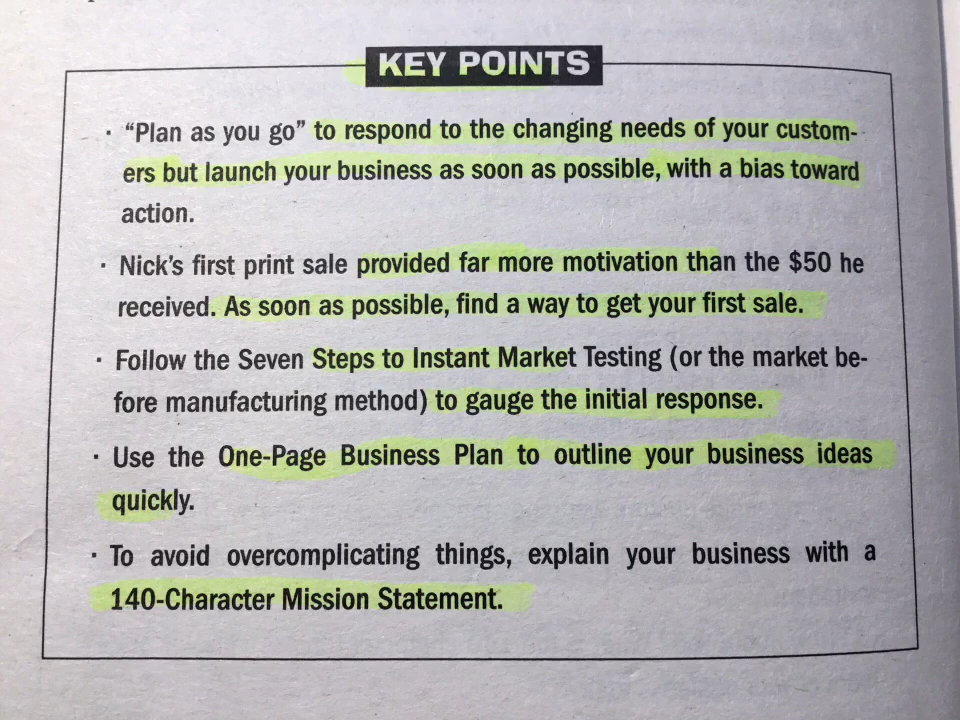 KEY POINTS
· “Plan as you go” to respond to the changing needs of your custom-
ers but launch your business as soon as possible, with a bias toward
action.
· Nick’s first print sale provided far more motivation than the $50 he
received. As soon as possible, find a way to get your first sale.
· Follow the Seven Steps to Instant Market Testing (or the market be-
fore manufacturing method) to gauge the initial response.
· Use the One-Page Business Plan to outline your business ideas
quickly.
· To avoid overcomplicating things, explain your business with a
140-Character Mission Statement.